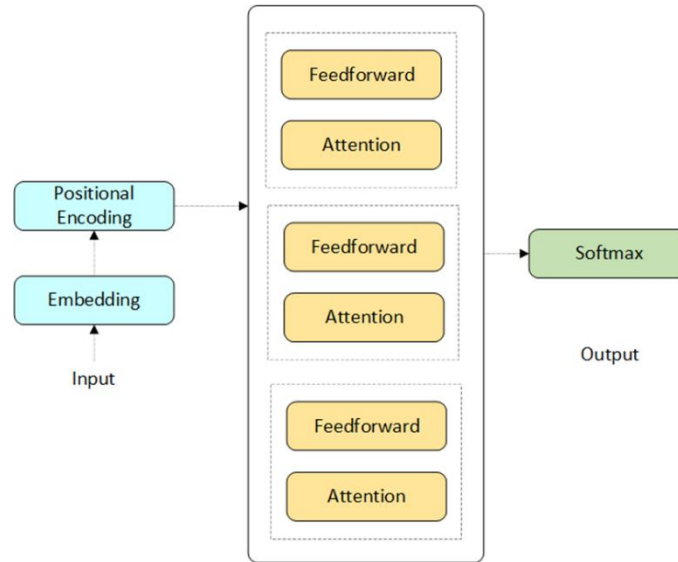 Feedforward
Attention
Positional
Encoding
Embedding
Input
Feedforward
Attention
Feedforward
Attention
Softmax
Output